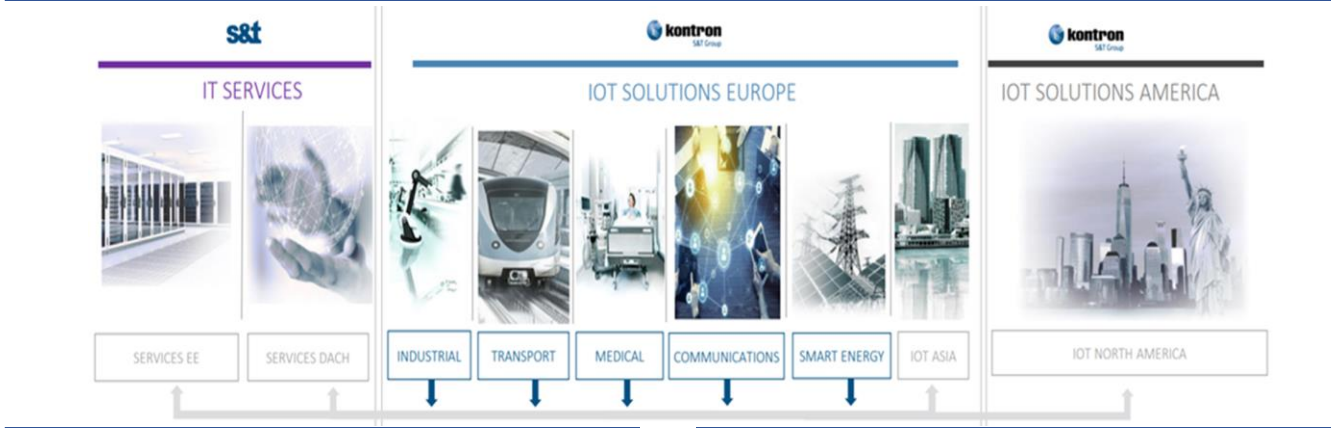 s&t
kontron
S&T Group
kontron
S&T Group
IT SERVICES
IOT SOLUTIONS EUROPE
IOT SOLUTIONS AMERICA
SERVICES EE
SERVICES DACH
INDUSTRIAL
TRANSPORT
MEDICAL
COMMUNICATIONS
SMART ENERGY
IOT ASIA
IOT NORTH AMERICA